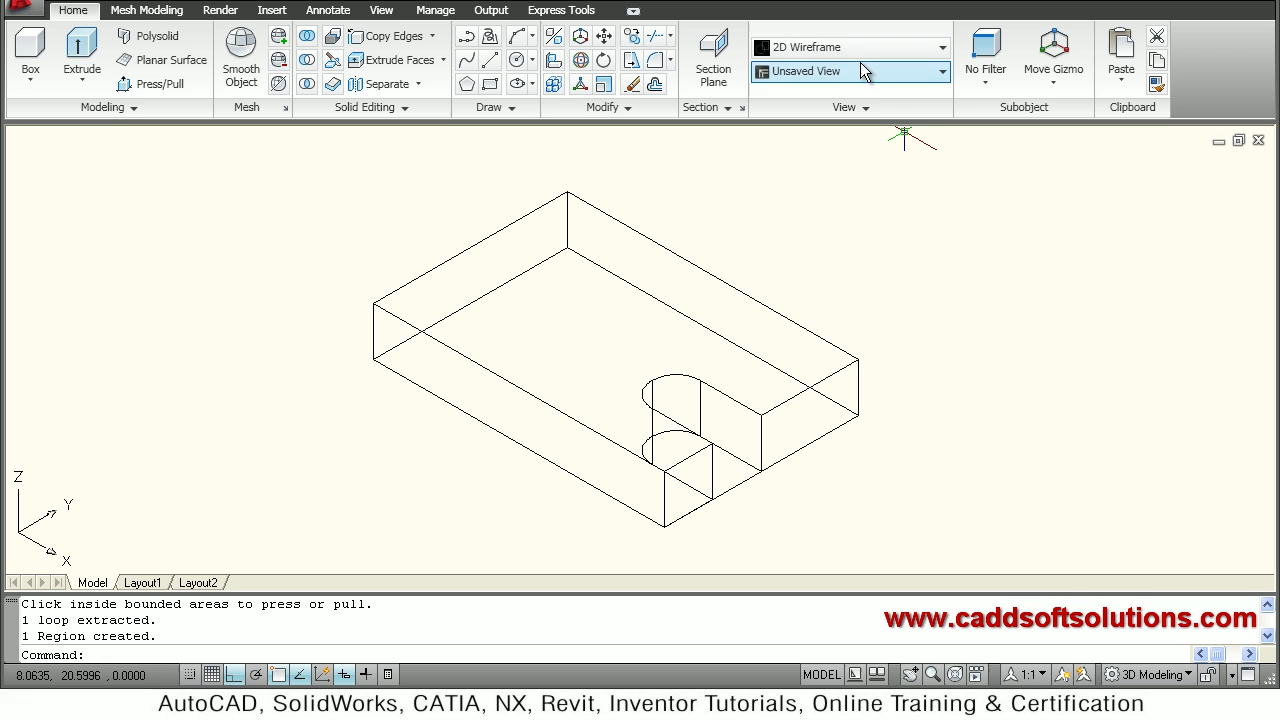 Home Mesh Modeling Render Insert Annotate View Manage Output Express Tools
Polysolid
Planar Surface
Press/Pull
Box
Extrude
Modeling
Smooth
Object
Mesh
Copy Edges
Extrude Faces
Separate
Solid Editing
Draw
Modify
Section
Plane
Section
2D Wireframe
Unsaved View
View
No Filter
Move Gizmo
Subobject
Paste
Clipboard
Z
Y
X
Model Layout1 Layout2
Click inside bounded areas to press or pull.
1 loop extracted.
1 Region created.
Command:
www.caddsoftsolutions.com
8.0635, 20.5996, 0.0000
MODEL
1:1
3D Modeling
AutoCAD, SolidWorks, CATIA, NX, Revit, Inventor Tutorials, Online Training & Certification